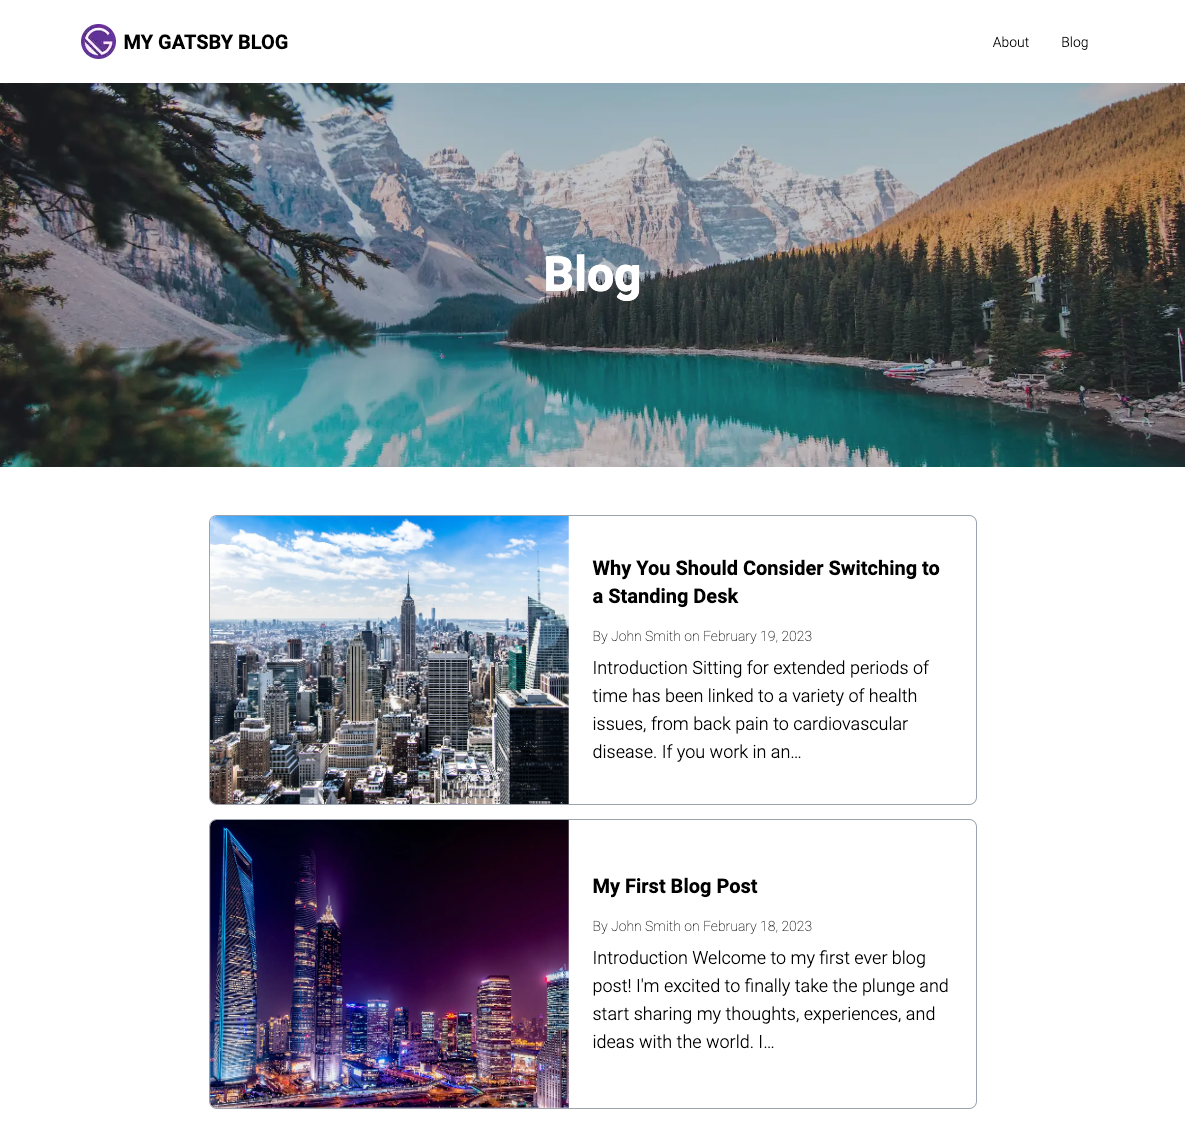 MY GATSBY BLOG
About
Blog
Blog
Why You Should Consider Switching to
a Standing Desk
By John Smith on February 19, 2023
Introduction Sitting for extended periods of
time has been linked to a variety of health
issues, from back pain to cardiovascular
disease. If you work in an…
My First Blog Post
By John Smith on February 18, 2023
Introduction Welcome to my first ever blog
post! I'm excited to finally take the plunge and
start sharing my thoughts, experiences, and
ideas with the world. I…